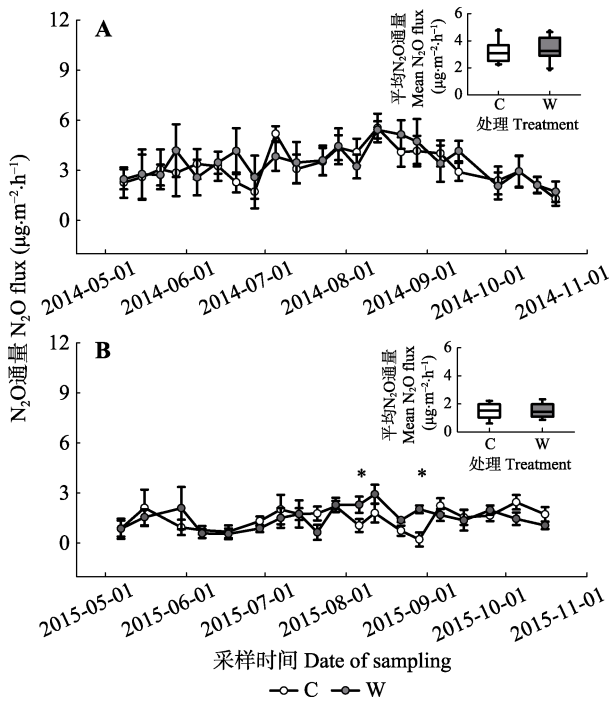 N₂O通量 N₂O flux (μg·m⁻²·h⁻¹)
A
12
9
6
3
0
2014-05-01
2014-06-01
2014-07-01
2014-08-01
2014-09-01
2014-10-01
2014-11-01
平均N₂O通量
Mean N₂O flux
(μg·m⁻²·h⁻¹)
6
4
2
0
C
W
处理 Treatment
B
12
9
6
3
0
*
*
2015-05-01
2015-06-01
2015-07-01
2015-08-01
2015-09-01
2015-10-01
2015-11-01
平均N₂O通量
Mean N₂O flux
(μg·m⁻²·h⁻¹)
6
4
2
0
C
W
处理 Treatment
采样时间 Date of sampling
C
W